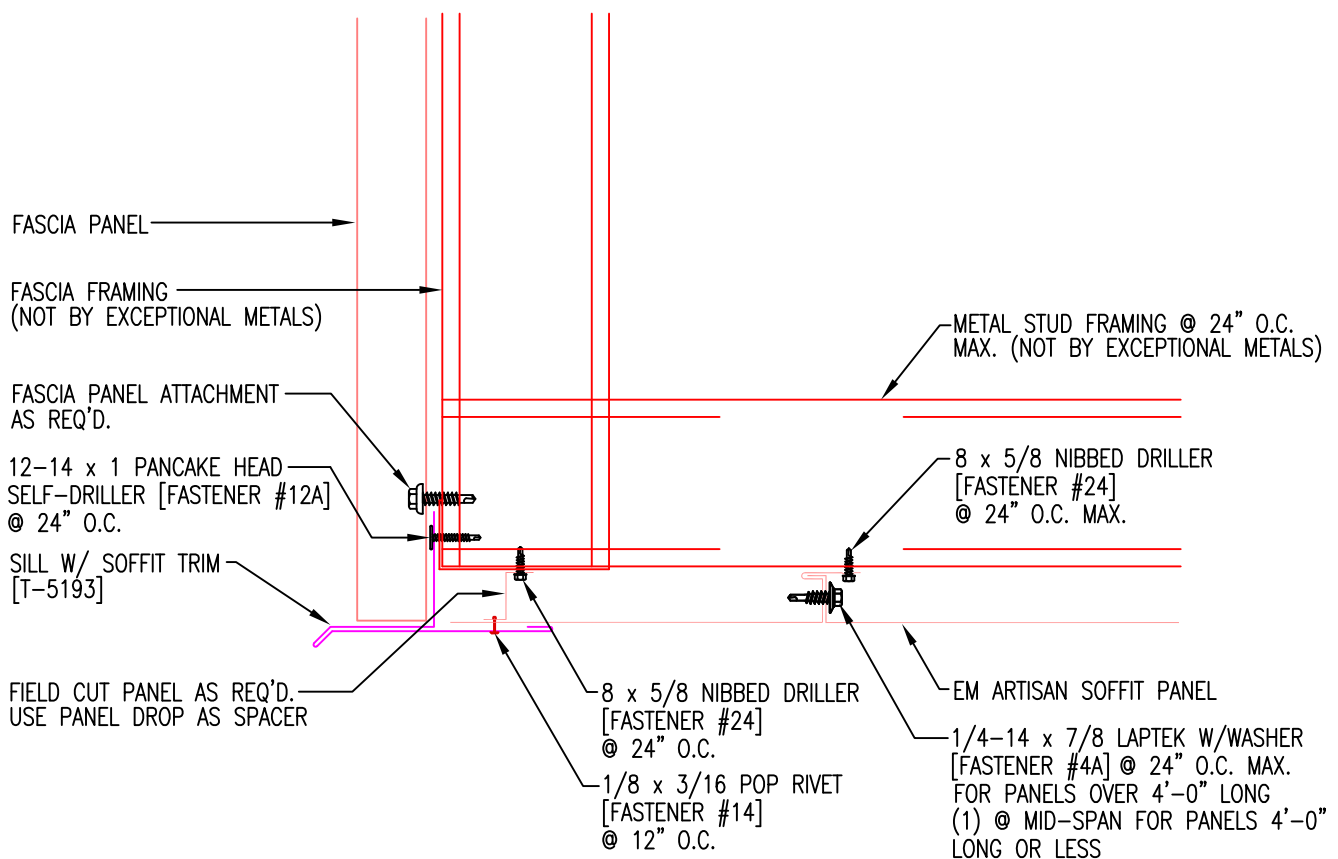 FASCIA PANEL
FASCIA FRAMING
(NOT BY EXCEPTIONAL METALS)
FASCIA PANEL ATTACHMENT
AS REQ'D.
12-14 x 1 PANCAKE HEAD
SELF-DRILLER [FASTENER #12A]
@ 24" O.C.
SILL W/ SOFFIT TRIM
[T-5193]
FIELD CUT PANEL AS REQ'D.
USE PANEL DROP AS SPACER
8 x 5/8 NIBBED DRILLER
[FASTENER #24]
@ 24" O.C.
1/8 x 3/16 POP RIVET
[FASTENER #14]
@ 12" O.C.
METAL STUD FRAMING @ 24" O.C.
MAX. (NOT BY EXCEPTIONAL METALS)
8 x 5/8 NIBBED DRILLER
[FASTENER #24]
@ 24" O.C. MAX.
EM ARTISAN SOFFIT PANEL
1/4-14 x 7/8 LAPTEK W/WASHER
[FASTENER #4A] @ 24" O.C. MAX.
FOR PANELS OVER 4'-0" LONG
(1) @ MID-SPAN FOR PANELS 4'-0"
LONG OR LESS